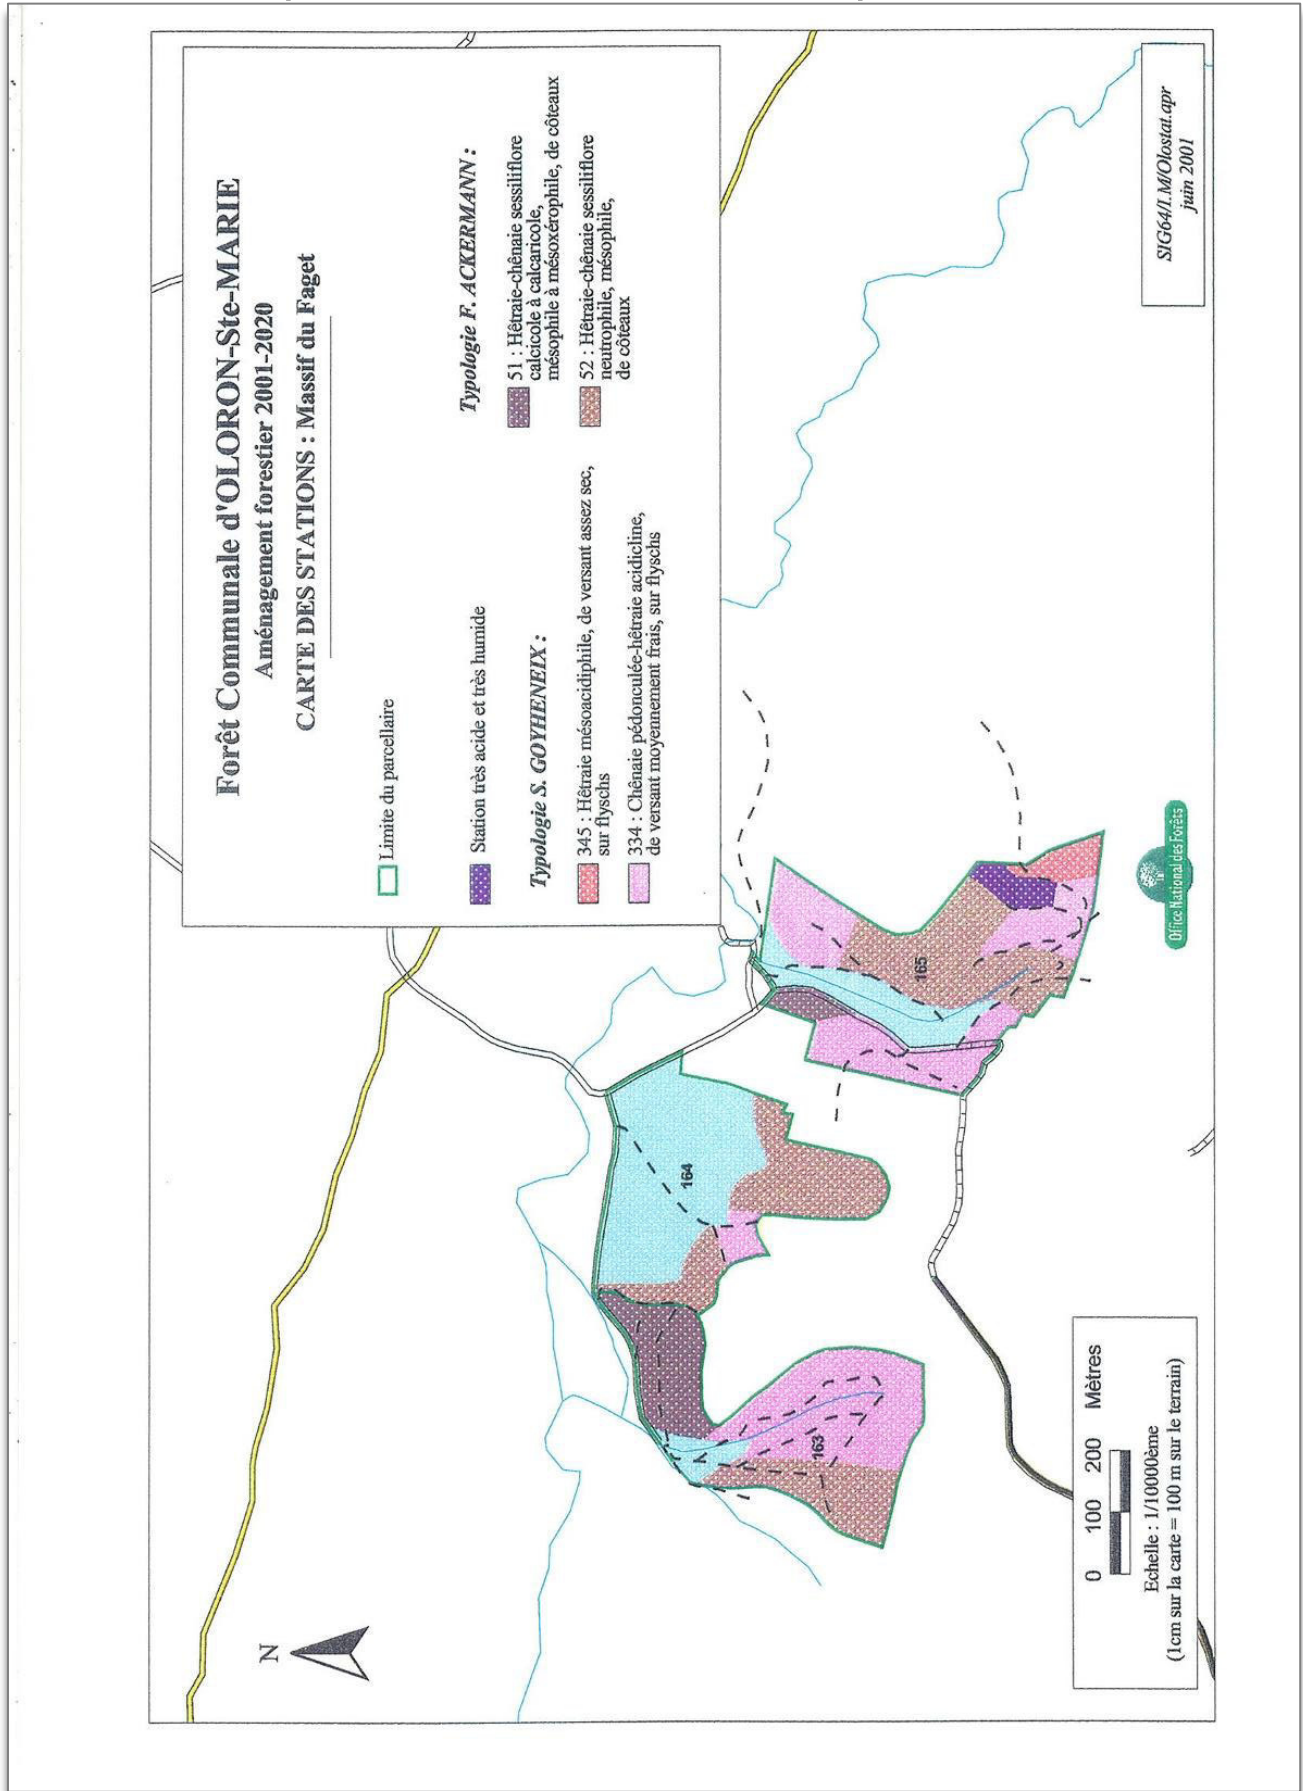 Forêt Communale d'OLORON-Ste-MARIE
Aménagement forestier 2001-2020
CARTE DES STATIONS : Massif du Faget
Limite du parcellaire
Station très acide et très humide
Typologie S. GOYHENEIX :
345 : Hêtraie mésoacidiphile, de versant assez sec,
sur flyschs
334 : Chênaie pédonculée-hêtraie acidicline,
de versant moyennement frais, sur flyschs
Typologie F. ACKERMANN :
51 : Hêtraie-chênaie sessiliflore
calcicole à calcaricole,
mésophile à mésoxérophile, de côteaux
52 : Hêtraie-chênaie sessiliflore
neutrophile, mésophile,
de côteaux
N
163
164
165
0 100 200 Mètres
Echelle : 1/10000ème
(1cm sur la carte = 100 m sur le terrain)
Office National des Forêts
SIG64/I.M/Olostat.apr
juin 2001